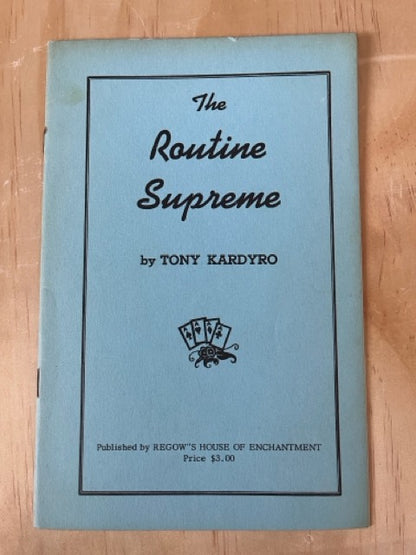 The
Routine
Supreme
by TONY KARDYRO
A A A A
Published by REGOW"S HOUSE OF ENCHANTMENT
Price $3.00